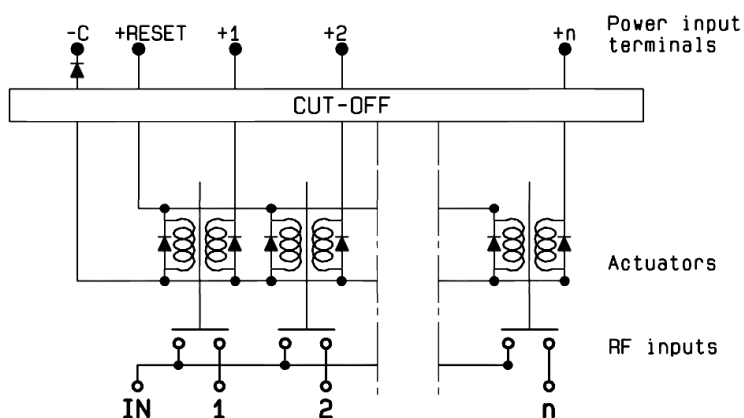 -C +RESET +1 +2 +n
Power input
terminals
CUT-OFF
Actuators
RF inputs
IN 1 2 n